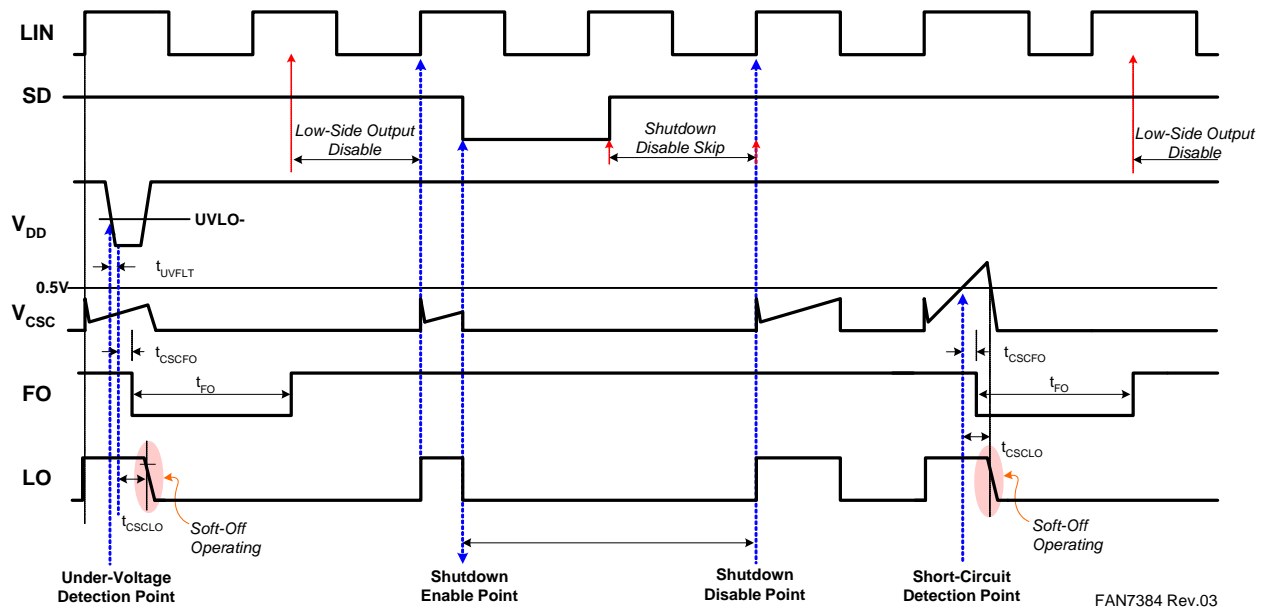 LIN
SD
Low-Side Output
Disable
Shutdown
Disable Skip
Low-Side Output
Disable
VDD
UVLO-
tUVFLT
0.5V
VCSC
tCSCFO
tCSCFO
FO
tFO
tFO
LO
tCSCLO
tCSCLO
Soft-Off
Operating
Soft-Off
Operating
Under-Voltage
Detection Point
Shutdown
Enable Point
Shutdown
Disable Point
Short-Circuit
Detection Point
FAN7384 Rev.03